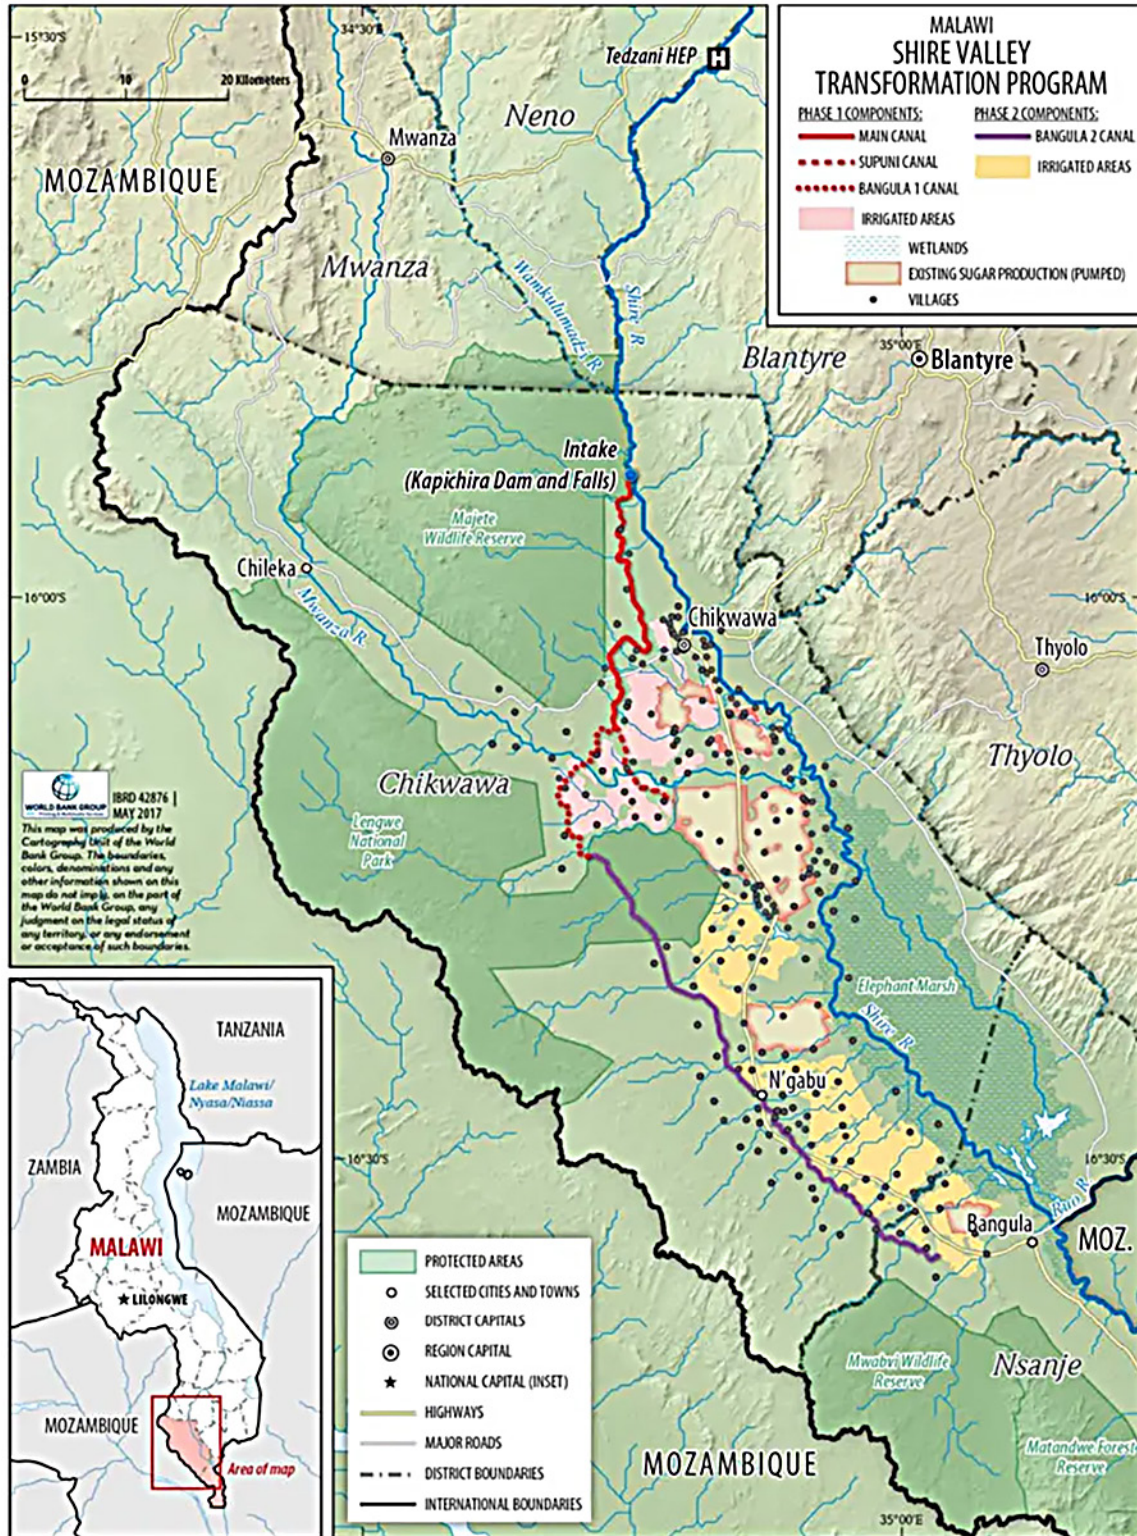 15°30'S
34°30'E
0 10 20 Kilometers
Tedzani HEP
H
MALAWI
SHIRE VALLEY
TRANSFORMATION PROGRAM
PHASE 1 COMPONENTS:
MAIN CANAL
SUPUNI CANAL
BANGULA 1 CANAL
IRRIGATED AREAS
PHASE 2 COMPONENTS:
BANGULA 2 CANAL
IRRIGATED AREAS
WETLANDS
EXISTING SUGAR PRODUCTION (PUMPED)
VILLAGES
Neno
Mwanza
MOZAMBIQUE
Mwanza
Wamkulumadzi R.
Shire R.
Blantyre
35°00'E
Blantyre
Intake
(Kapichira Dam and Falls)
Majete
Wildlife Reserve
Chileka
Mwanza R.
16°00'S
16°00'S
Chikwawa
Thyolo
Thyolo
Chikwawa
Lengwe
National
Park
WORLD BANK GROUP
IBRD 42876 |
MAY 2017
This map was produced by the
Cartography Unit of the World
Bank Group. The boundaries,
colors, denominations and any
other information shown on this
map do not imply, on the part of
the World Bank Group, any
judgment on the legal status of
any territory, or any endorsement
or acceptance of such boundaries.
Elephant Marsh
Shire R.
N'gabu
16°30'S
16°30'S
Ruo R.
Bangula
MOZ.
TANZANIA
Lake Malawi/
Nyasa/Niassa
ZAMBIA
MOZAMBIQUE
MALAWI
LILONGWE
MOZAMBIQUE
Area of map
PROTECTED AREAS
SELECTED CITIES AND TOWNS
DISTRICT CAPITALS
REGION CAPITAL
NATIONAL CAPITAL (INSET)
HIGHWAYS
MAJOR ROADS
DISTRICT BOUNDARIES
INTERNATIONAL BOUNDARIES
Mwabvi Wildlife
Reserve
Nsanje
Matandwe Forest
Reserve
MOZAMBIQUE
35°00'E